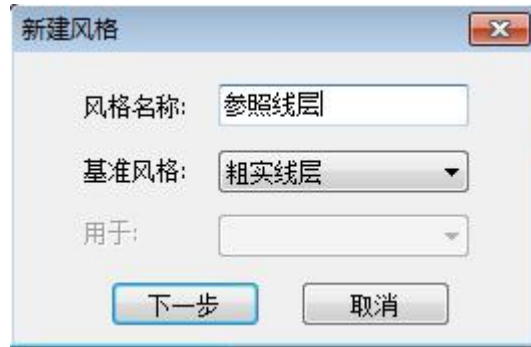 新建风格
风格名称: 参照线层
基准风格: 粗实线层
用于:
下一步 取消